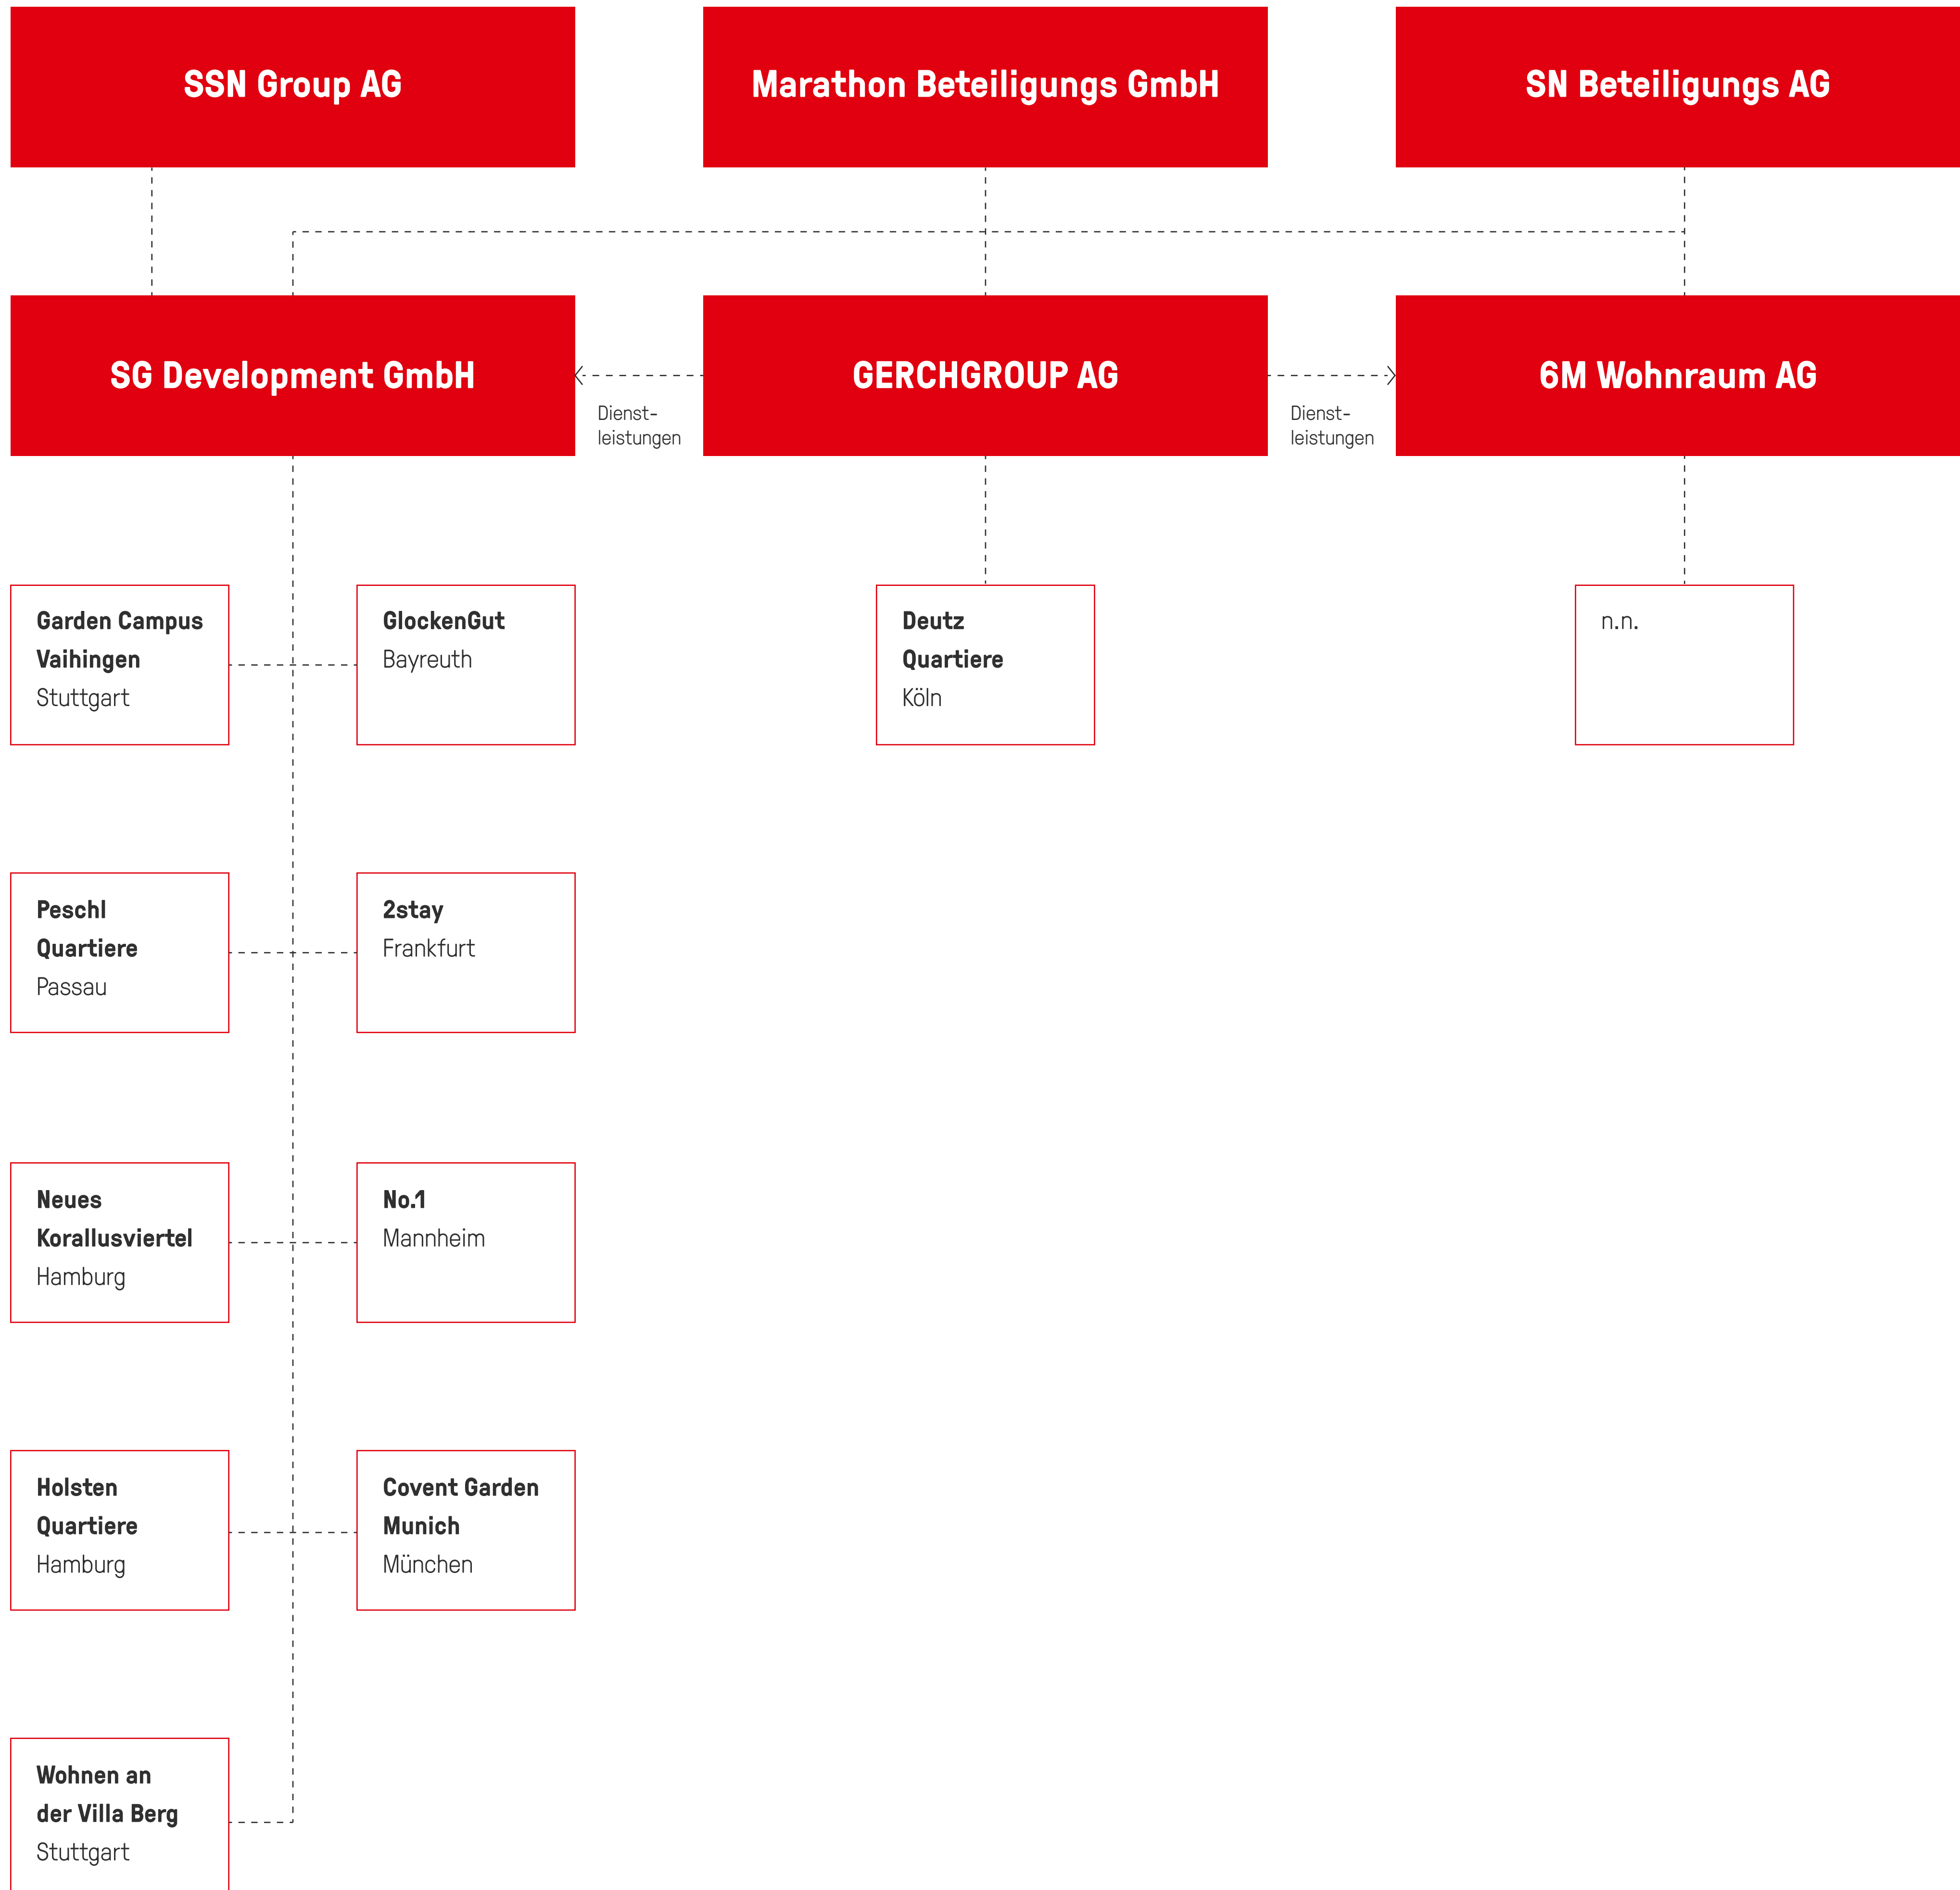 SSN Group AG
Marathon Beteiligungs GmbH
SN Beteiligungs AG
SG Development GmbH
Dienst-
leistungen
GERCHGROUP AG
Dienst-
leistungen
6M Wohnraum AG
Garden Campus
Vaihingen
Stuttgart
GlockenGut
Bayreuth
Deutz
Quartiere
Köln
n.n.
Peschl
Quartiere
Passau
2stay
Frankfurt
Neues
Korallusviertel
Hamburg
No.1
Mannheim
Holsten
Quartiere
Hamburg
Covent Garden
Munich
München
Wohnen an
der Villa Berg
Stuttgart